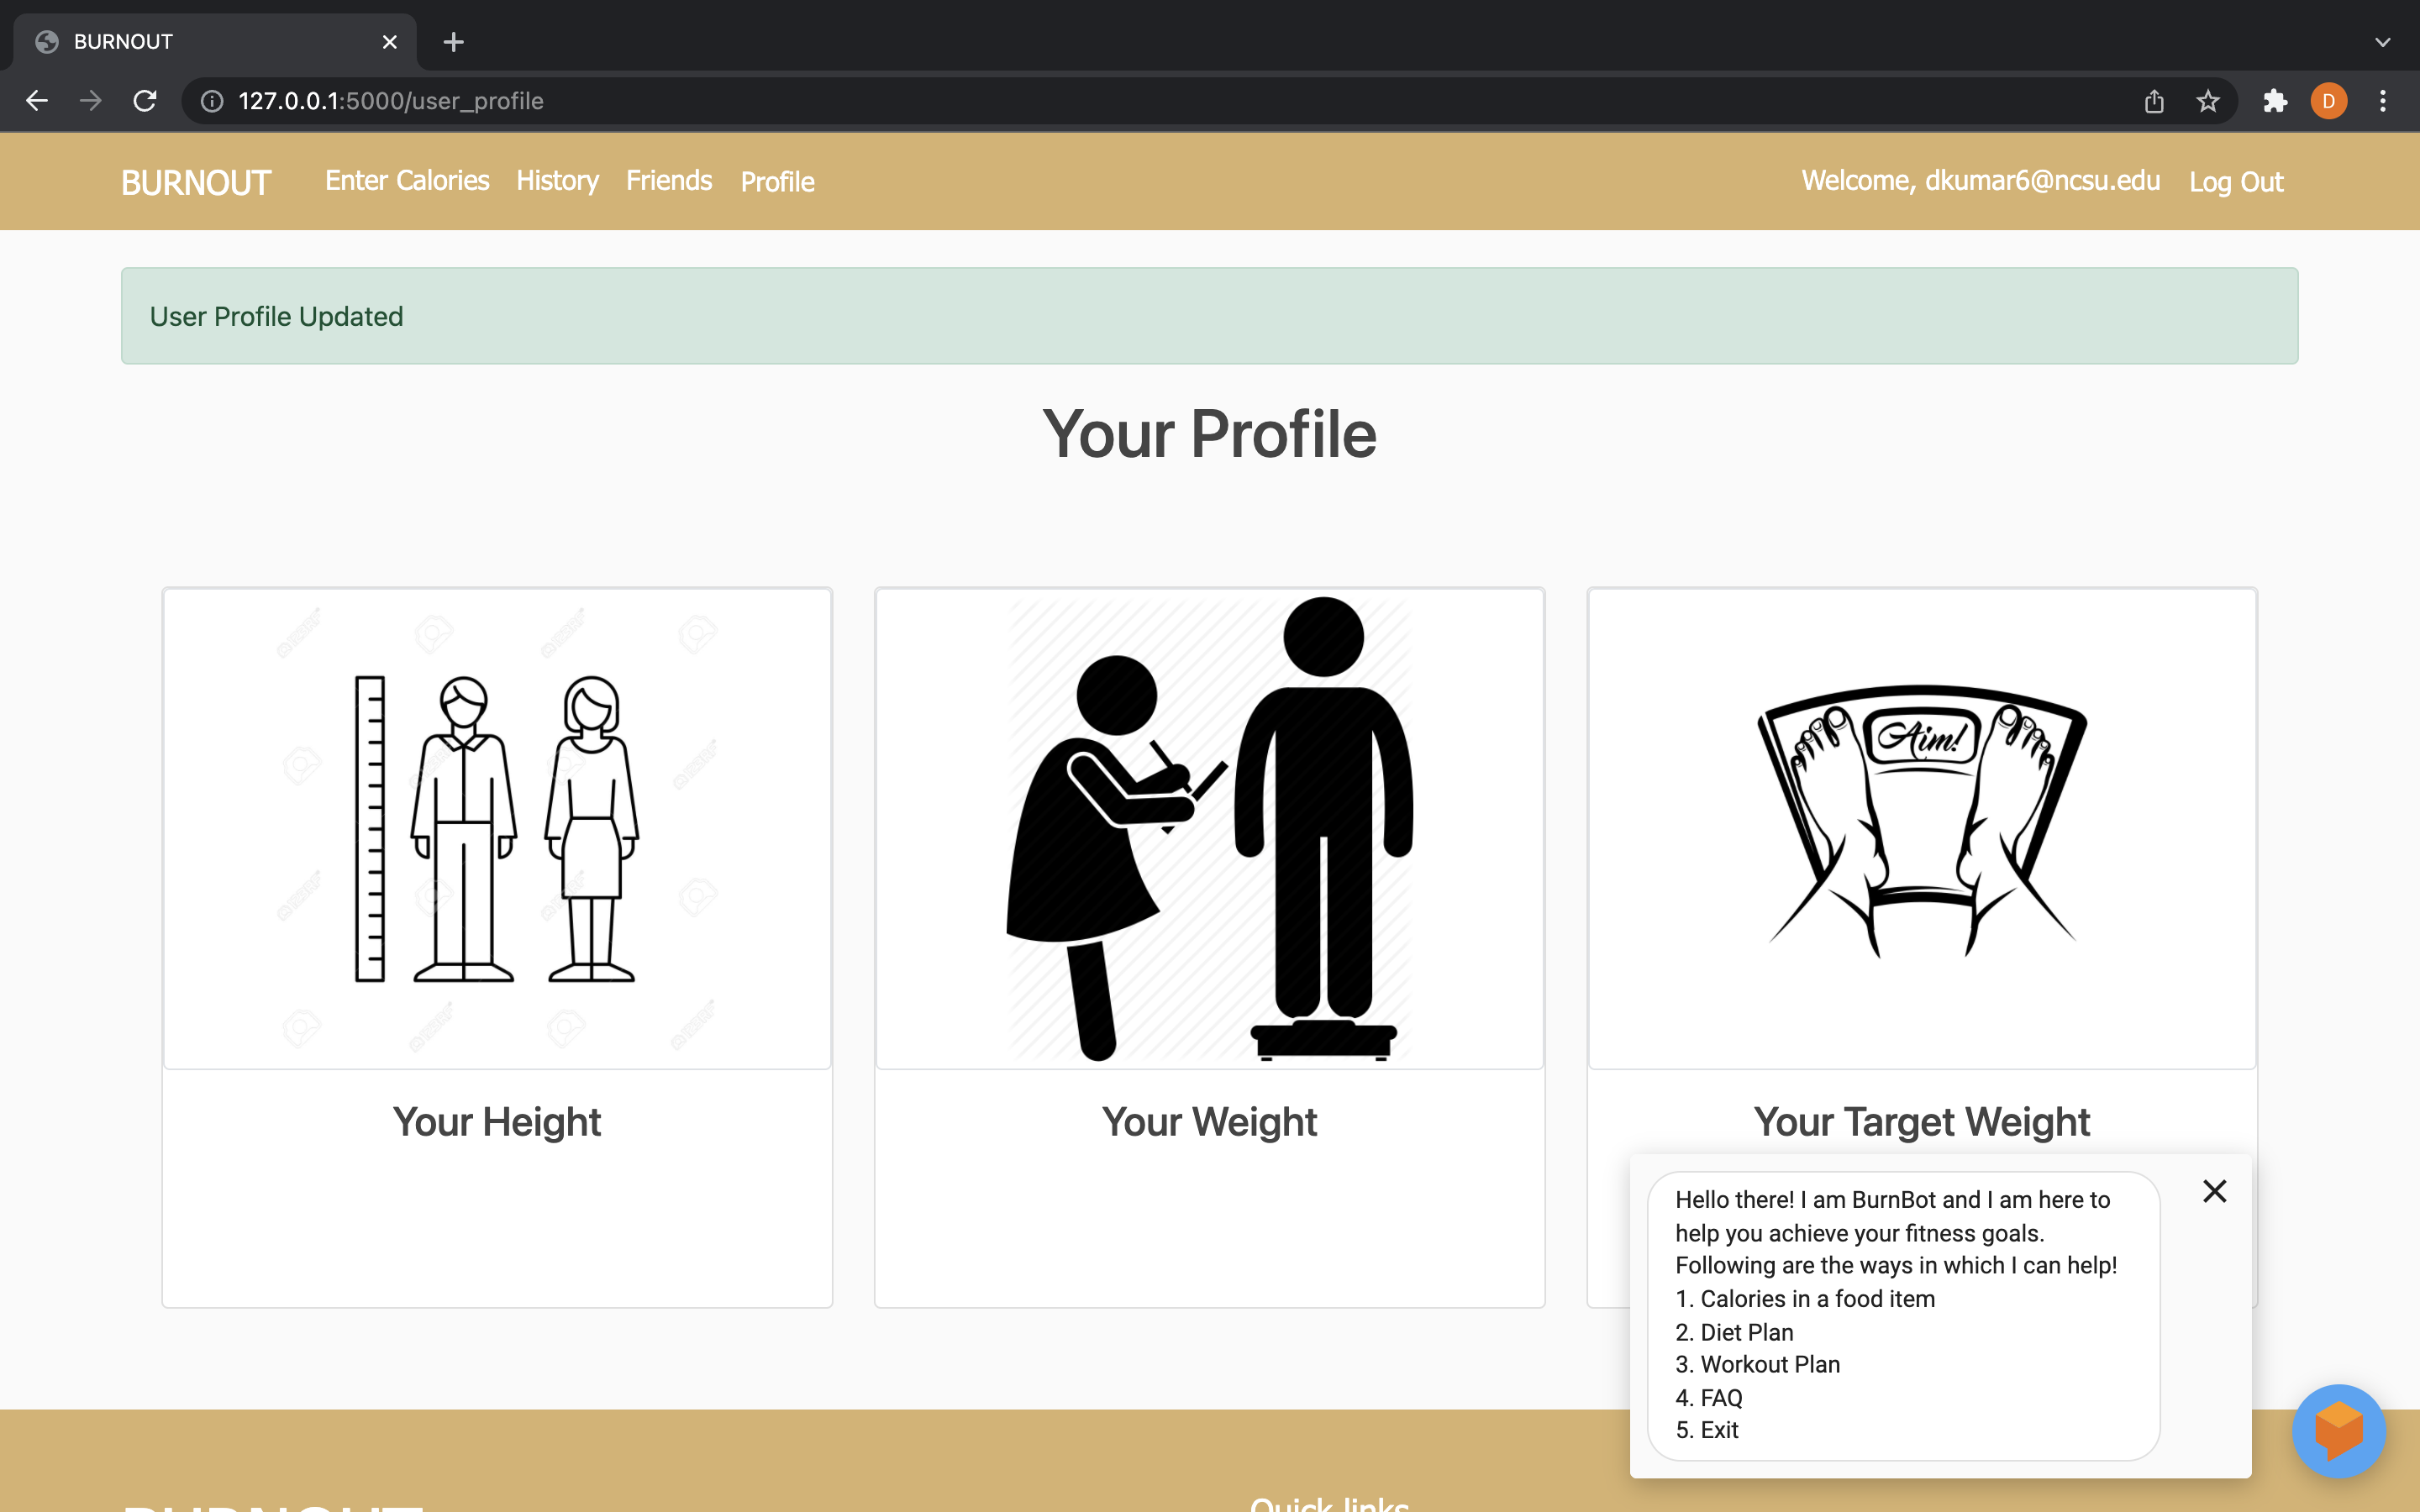 BURNOUT
127.0.0.1:5000/user_profile
D
BURNOUT Enter Calories History Friends Profile Welcome, dkumar6@ncsu.edu Log Out
User Profile Updated
Your Profile
Aim!
Your Height
Your Weight
Your Target Weight
Hello there! I am BurnBot and I am here to
help you achieve your fitness goals.
Following are the ways in which I can help!
1. Calories in a food item
2. Diet Plan
3. Workout Plan
4. FAQ
5. Exit
BURNOUT
Quick links